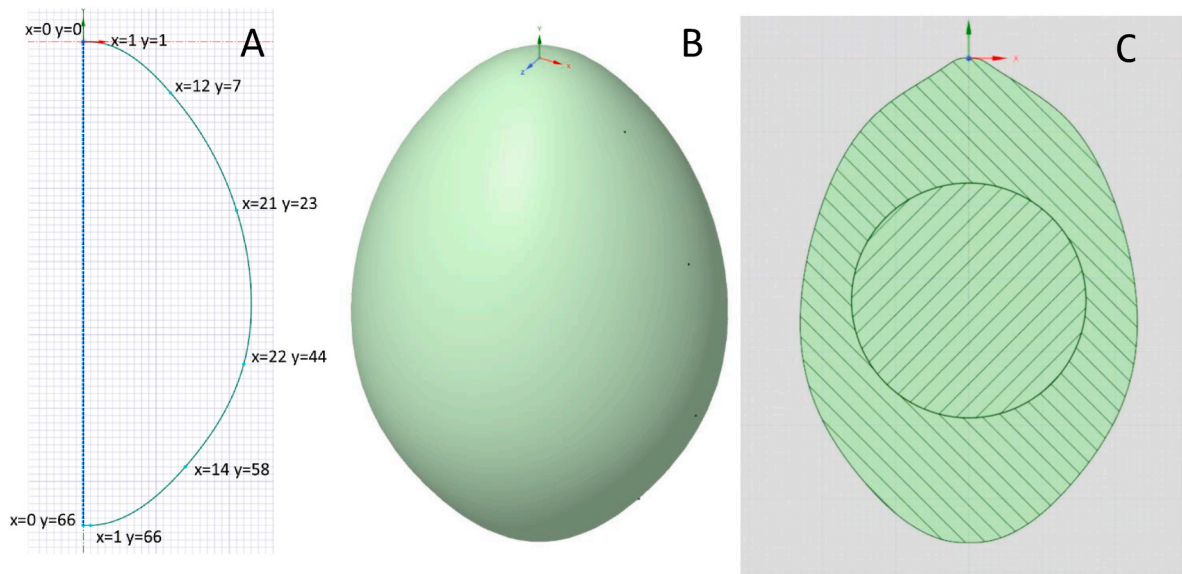 A
x=0 y=0
x=1 y=1
x=12 y=7
x=21 y=23
x=22 y=44
x=14 y=58
x=0 y=66
x=1 y=66
B
Y
X
Z
C
X